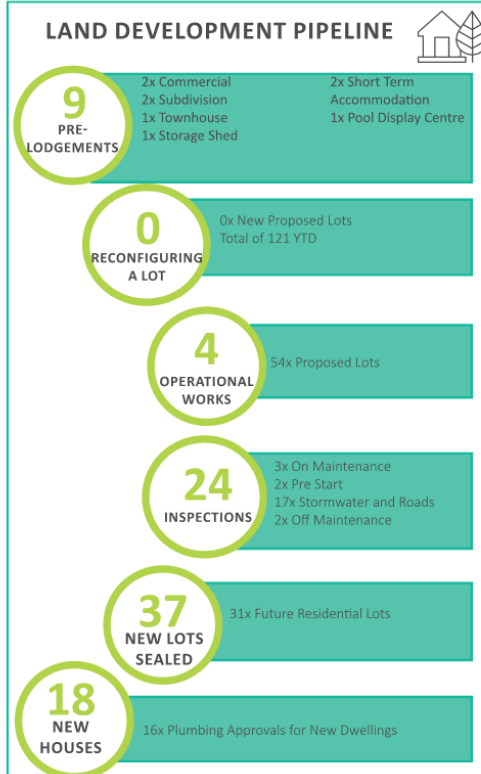 LAND DEVELOPMENT PIPELINE
9
PRE-
LODGEMENTS
2x Commercial
2x Subdivision
1x Townhouse
1x Storage Shed
2x Short Term
Accommodation
1x Pool Display Centre
0
RECONFIGURING
A LOT
0x New Proposed Lots
Total of 121 YTD
4
OPERATIONAL
WORKS
54x Proposed Lots
24
INSPECTIONS
3x On Maintenance
2x Pre Start
17x Stormwater and Roads
2x Off Maintenance
37
NEW LOTS
SEALED
31x Future Residential Lots
18
NEW
HOUSES
16x Plumbing Approvals for New Dwellings